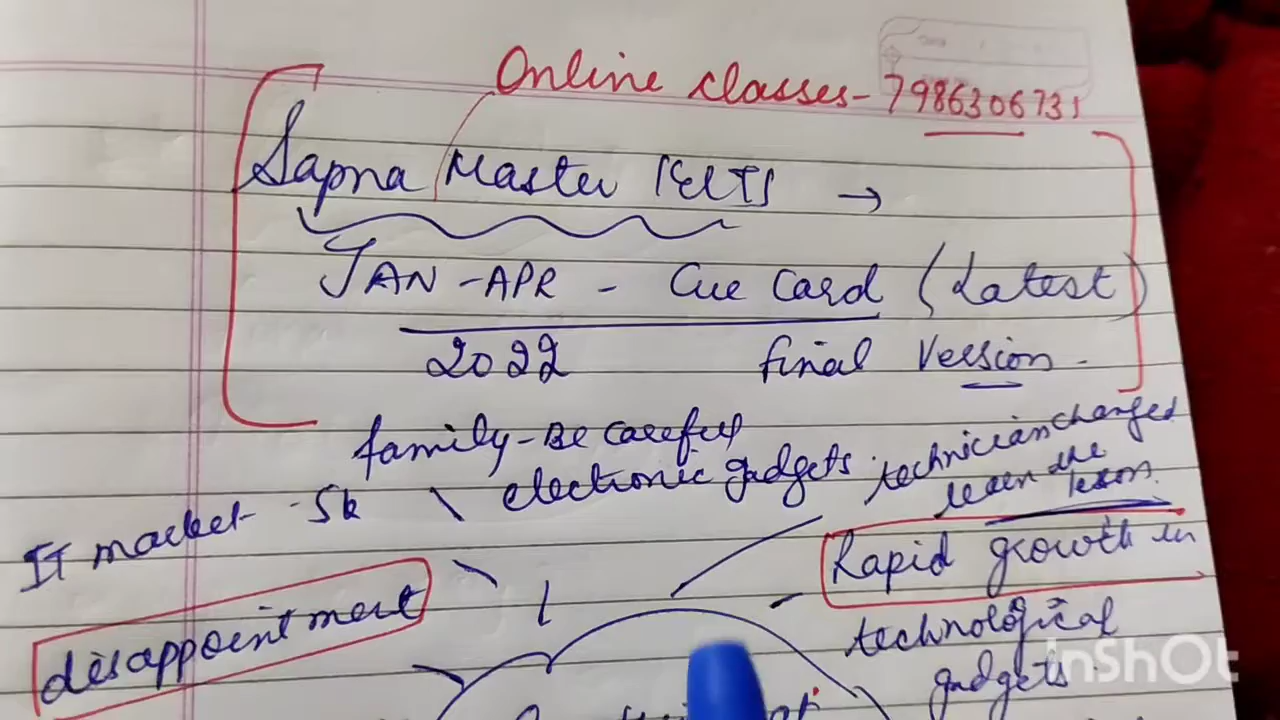 Online classes - 7986306731
Sapna Master IELTS →
JAN - APR - Cue Card (Latest)
2022 final Version -
family - Be careful
electronic gadgets
technician changed
learn the
lesson
It market - 5k
disappointment
Rapid growth in
technological
gadgets
InShOt